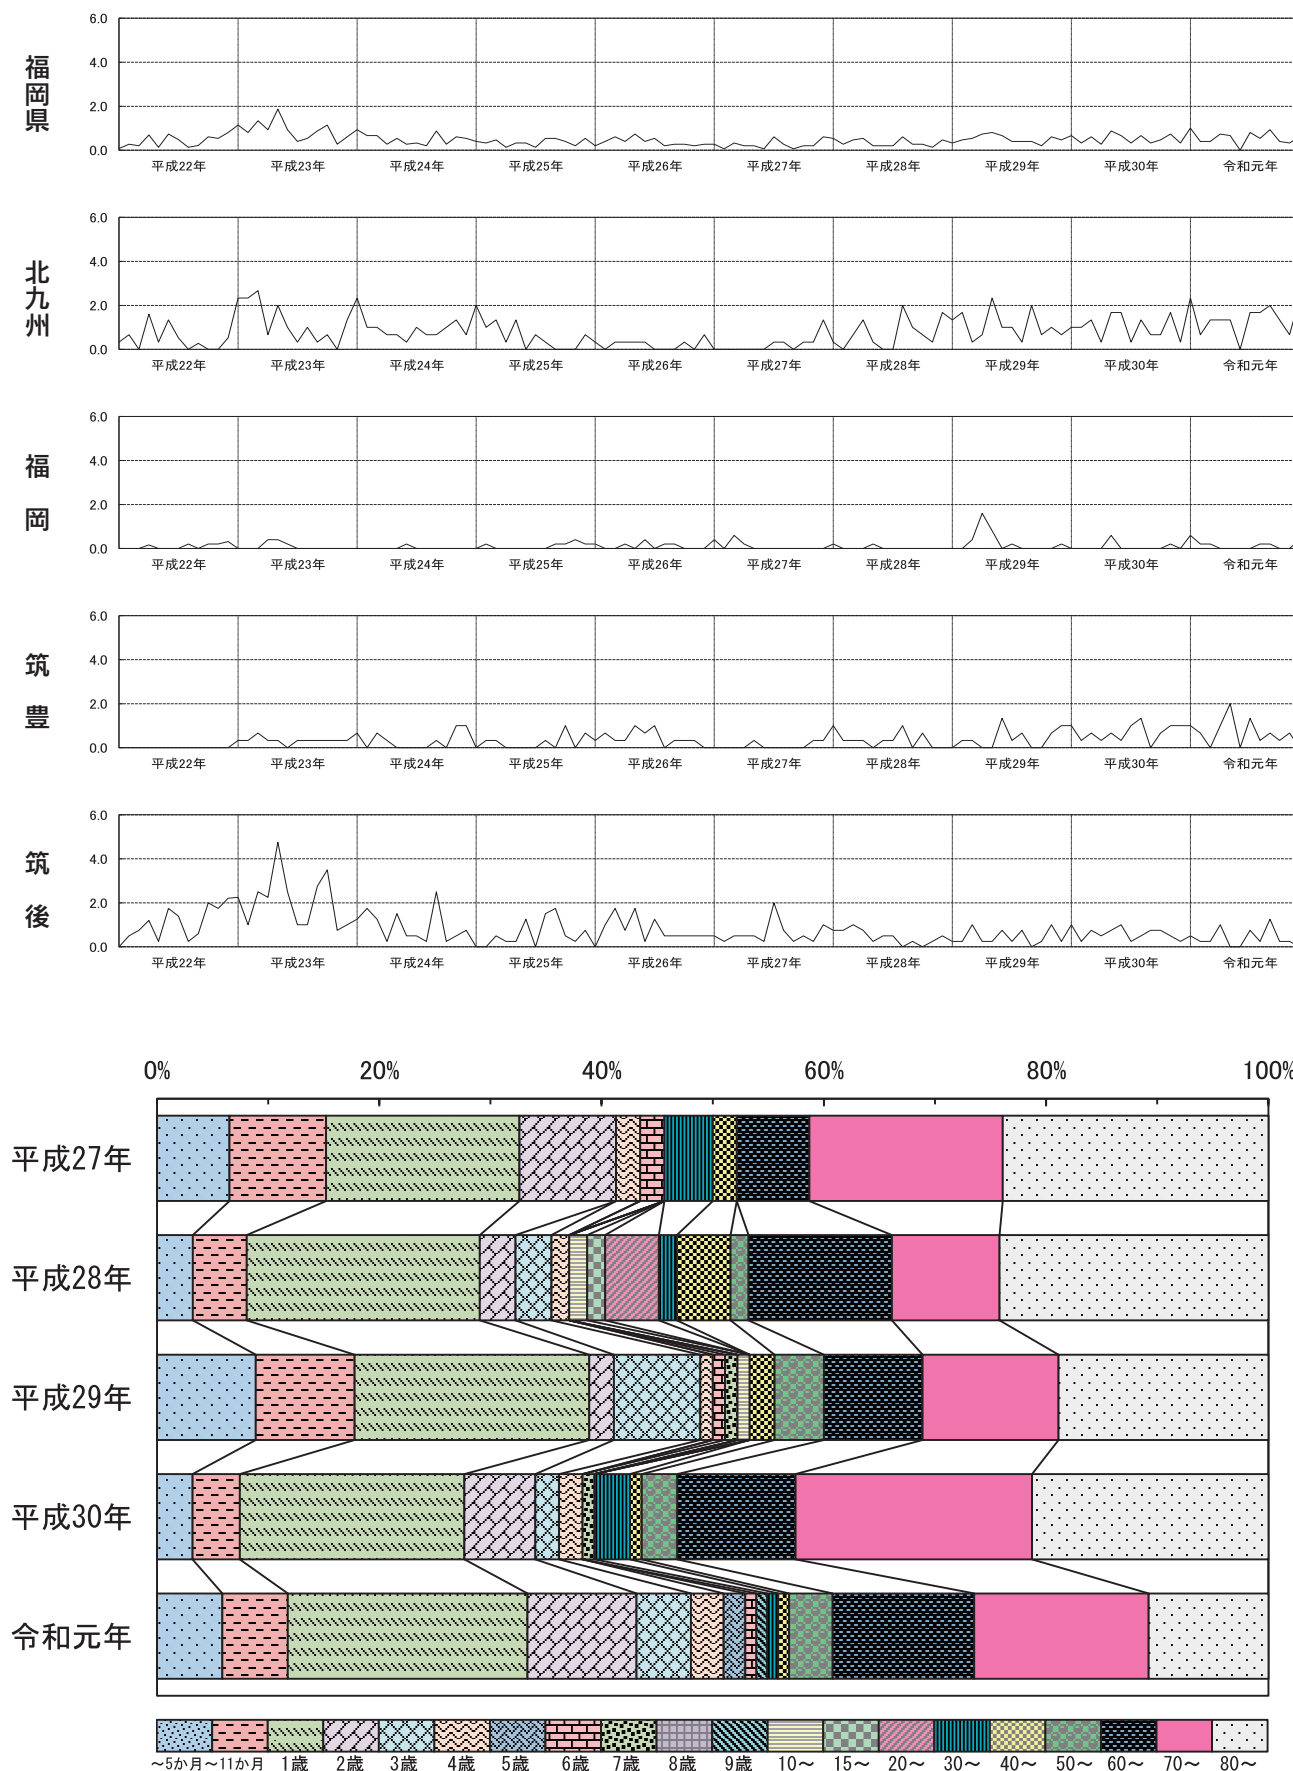 福岡県
6.0
4.0
2.0
0.0
平成22年 平成23年 平成24年 平成25年 平成26年 平成27年 平成28年 平成29年 平成30年 令和元年
北九州
6.0
4.0
2.0
0.0
平成22年 平成23年 平成24年 平成25年 平成26年 平成27年 平成28年 平成29年 平成30年 令和元年
福岡
6.0
4.0
2.0
0.0
平成22年 平成23年 平成24年 平成25年 平成26年 平成27年 平成28年 平成29年 平成30年 令和元年
筑豊
6.0
4.0
2.0
0.0
平成22年 平成23年 平成24年 平成25年 平成26年 平成27年 平成28年 平成29年 平成30年 令和元年
筑後
6.0
4.0
2.0
0.0
平成22年 平成23年 平成24年 平成25年 平成26年 平成27年 平成28年 平成29年 平成30年 令和元年
0% 20% 40% 60% 80% 100%
平成27年
平成28年
平成29年
平成30年
令和元年
～5か月 ～11か月 1歳 2歳 3歳 4歳 5歳 6歳 7歳 8歳 9歳 10～ 15～ 20～ 30～ 40～ 50～ 60～ 70～ 80～